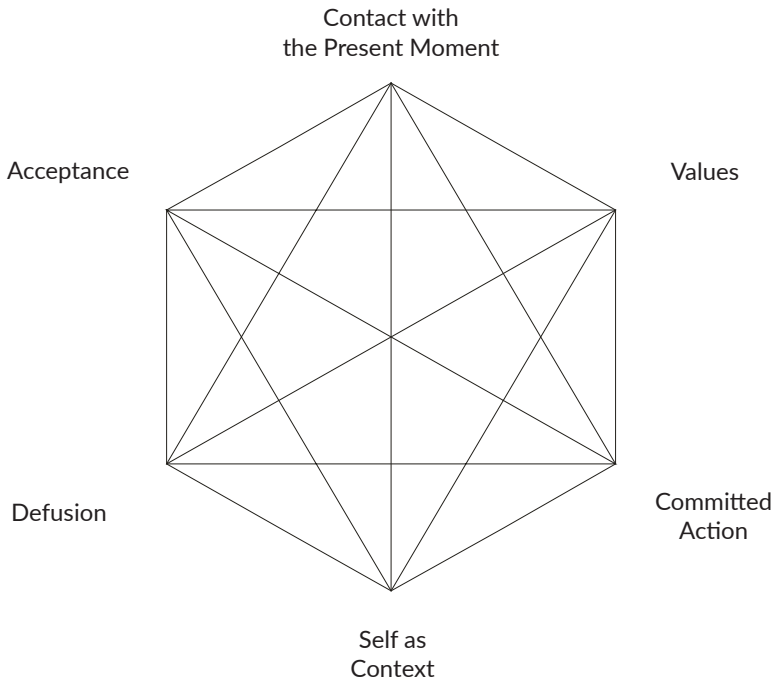 Contact with
the Present Moment
Acceptance
Values
Defusion
Committed
Action
Self as
Context